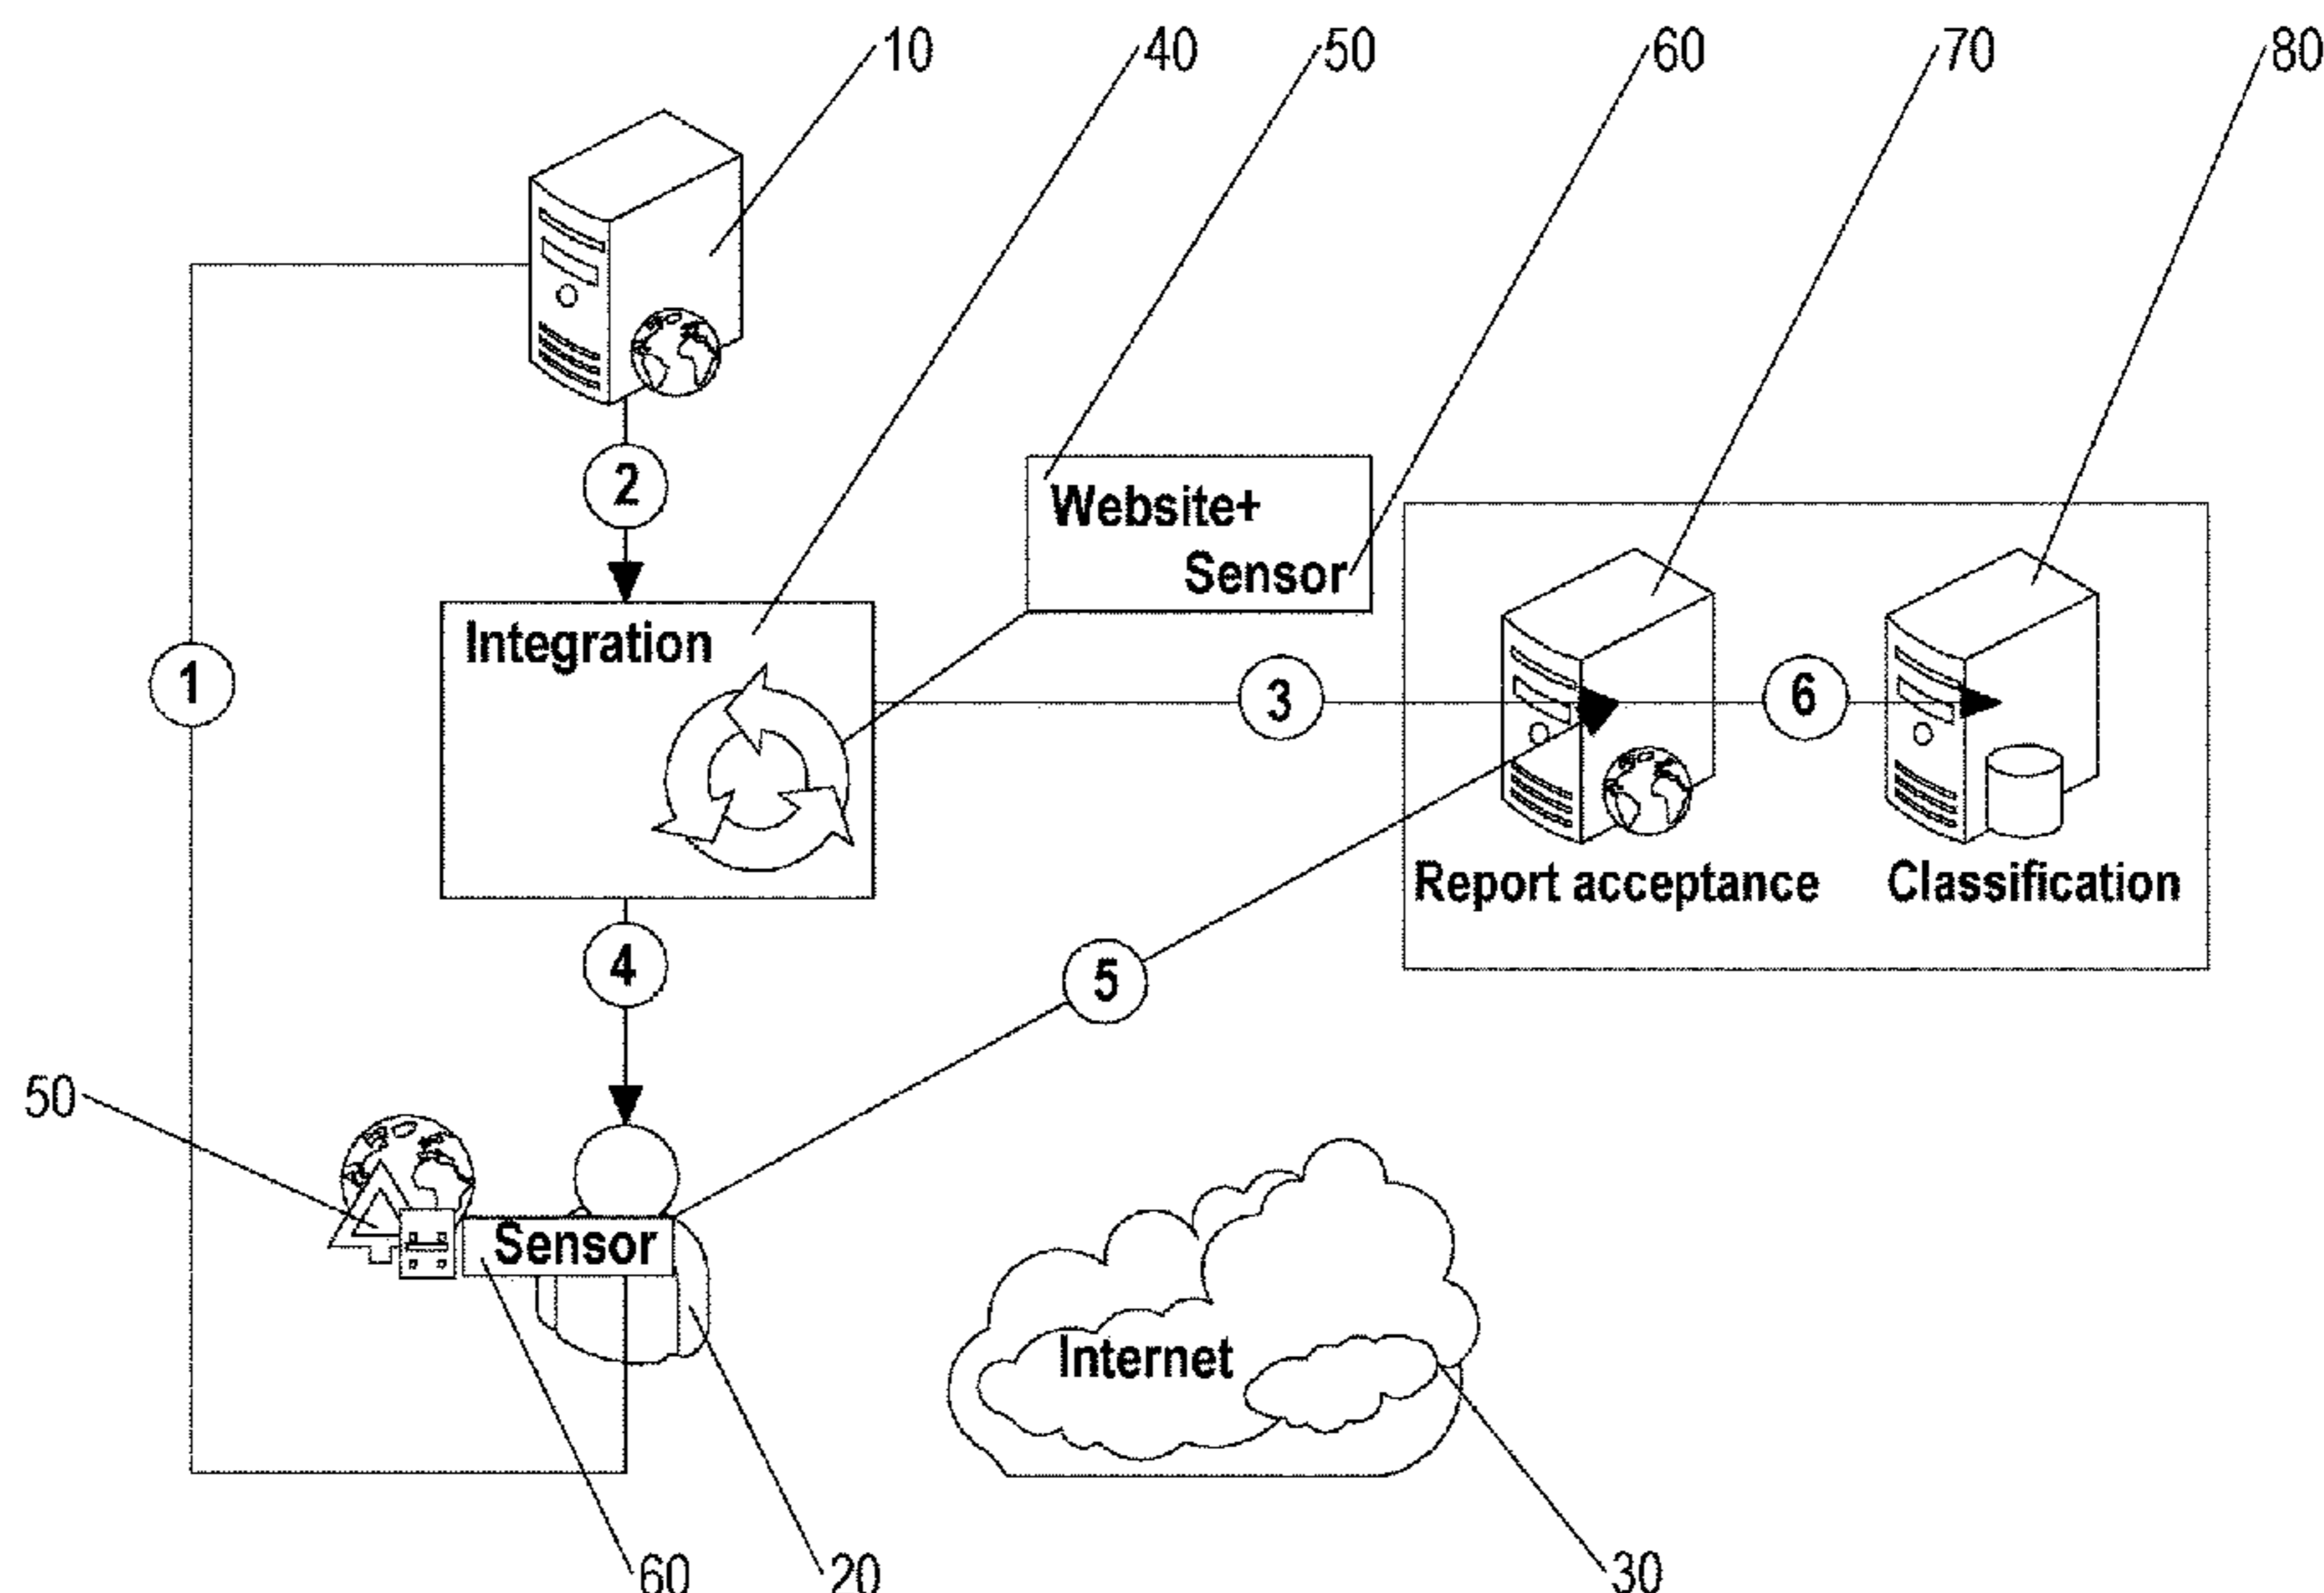 10
40
50
60
70
80
2
Website+
Sensor
Integration
1
3
6
Report acceptance
Classification
4
5
50
Sensor
Internet
60
20
30